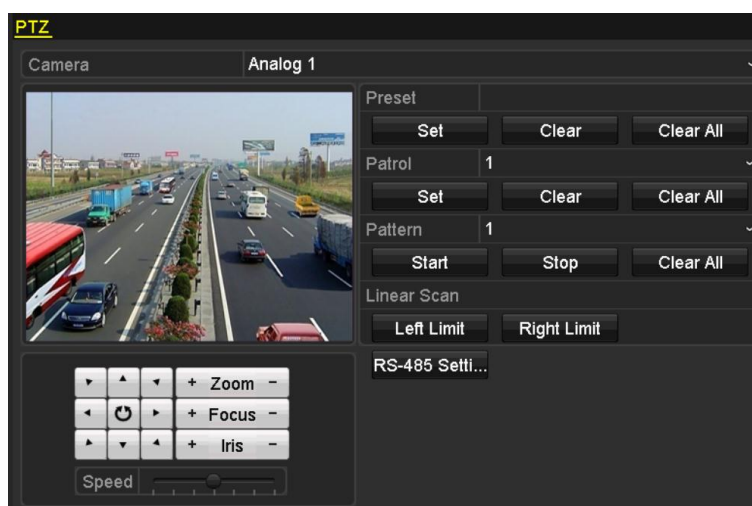 PTZ
Camera Analog 1
Preset
Set Clear Clear All
Patrol 1
Set Clear Clear All
Pattern 1
Start Stop Clear All
Linear Scan
Left Limit Right Limit
RS-485 Setti...
+ Zoom -
+ Focus -
+ Iris -
Speed